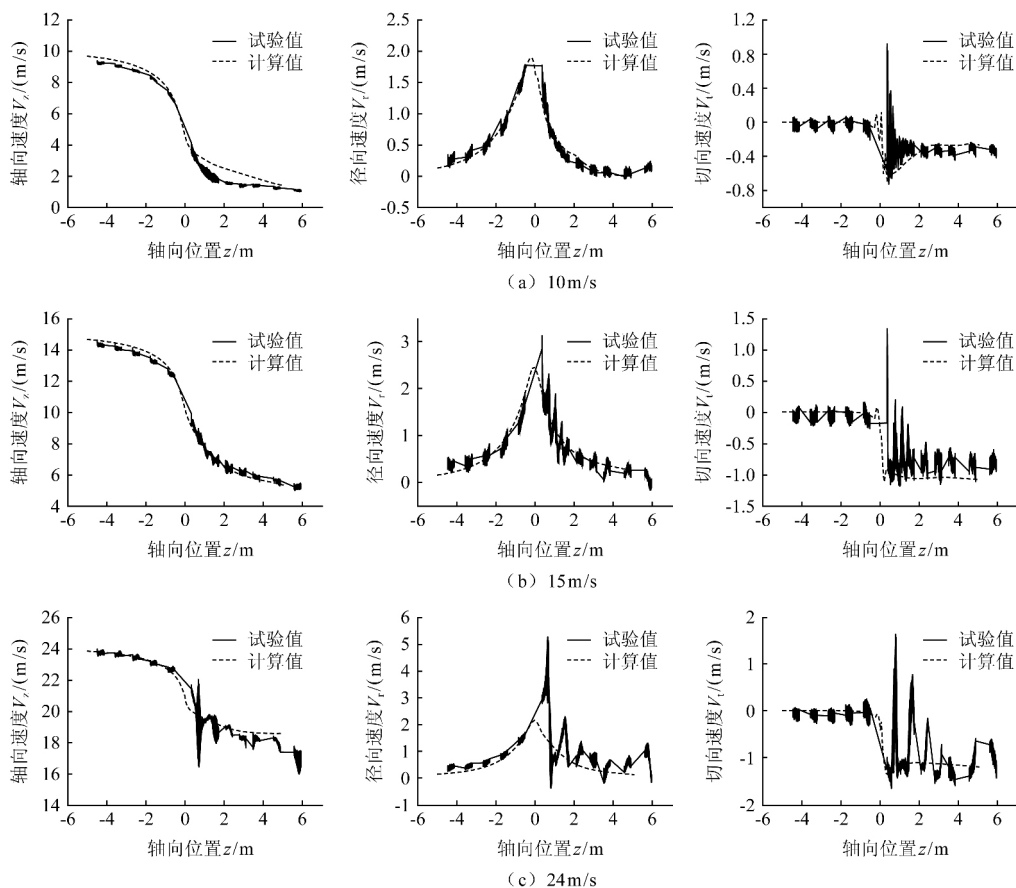 12
10
8
6
4
2
0
-6 -4 -2 0 2 4 6
轴向速度Vz/(m/s)
轴向位置z/m
试验值
计算值
2.5
2.0
1.5
1.0
0.5
0
-0.5
-6 -4 -2 0 2 4 6
径向速度Vr/(m/s)
轴向位置z/m
试验值
计算值
1.2
0.8
0.4
0
-0.4
-0.8
-6 -4 -2 0 2 4 6
切向速度Vt/(m/s)
轴向位置z/m
试验值
计算值
（a）10m/s
16
14
12
10
8
6
4
-6 -4 -2 0 2 4 6
轴向速度Vz/(m/s)
轴向位置z/m
试验值
计算值
3
2
1
0
-6 -4 -2 0 2 4 6
径向速度Vr/(m/s)
轴向位置z/m
试验值
计算值
1.5
1.0
0.5
0
-0.5
-1.0
-1.5
-6 -4 -2 0 2 4 6
切向速度Vt/(m/s)
轴向位置z/m
试验值
计算值
（b）15m/s
26
24
22
20
18
16
14
-6 -4 -2 0 2 4 6
轴向速度Vz/(m/s)
轴向位置z/m
试验值
计算值
6
5
4
3
2
1
0
-1
-6 -4 -2 0 2 4 6
径向速度Vr/(m/s)
轴向位置z/m
试验值
计算值
2
1
0
-1
-2
-6 -4 -2 0 2 4 6
切向速度Vt/(m/s)
轴向位置z/m
试验值
计算值
（c）24m/s